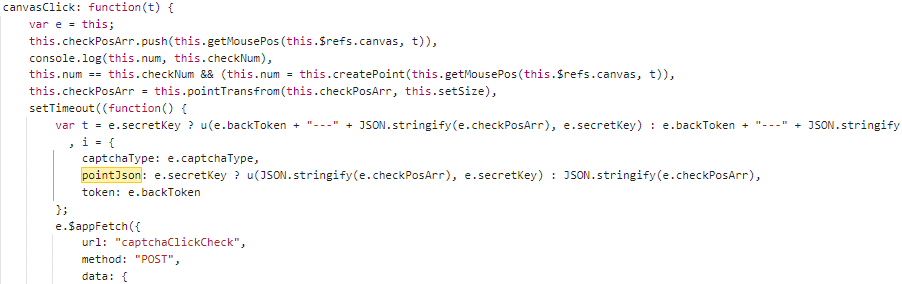 canvasClick: function(t) {
var e = this;
this.checkPosArr.push(this.getMousePos(this.$refs.canvas, t)),
console.log(this.num, this.checkNum),
this.num == this.checkNum && (this.num = this.createPoint(this.getMousePos(this.$refs.canvas, t)),
this.checkPosArr = this.pointTransfrom(this.checkPosArr, this.setSize),
setTimeout((function() {
var t = e.secretKey ? u(e.backToken + "---" + JSON.stringify(e.checkPosArr), e.secretKey) : e.backToken + "---" + JSON.stringify
, i = {
captchaType: e.captchaType,
pointJson: e.secretKey ? u(JSON.stringify(e.checkPosArr), e.secretKey) : JSON.stringify(e.checkPosArr),
token: e.backToken
};
e.$appFetch({
url: "captchaClickCheck",
method: "POST",
data: {